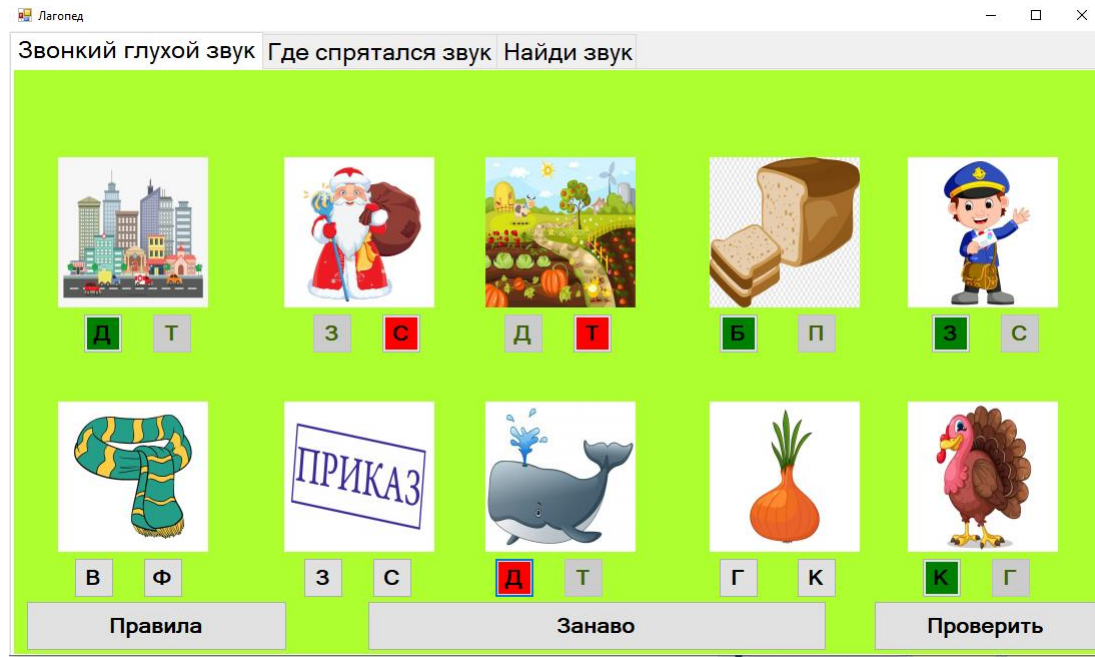 Лагопед
Звонкий глухой звук Где спрятался звук Найди звук
Д Т З С Д Т Б П З С
ПРИКАЗ
В Ф З С Д Т Г К К Г
Правила Занаво Проверить